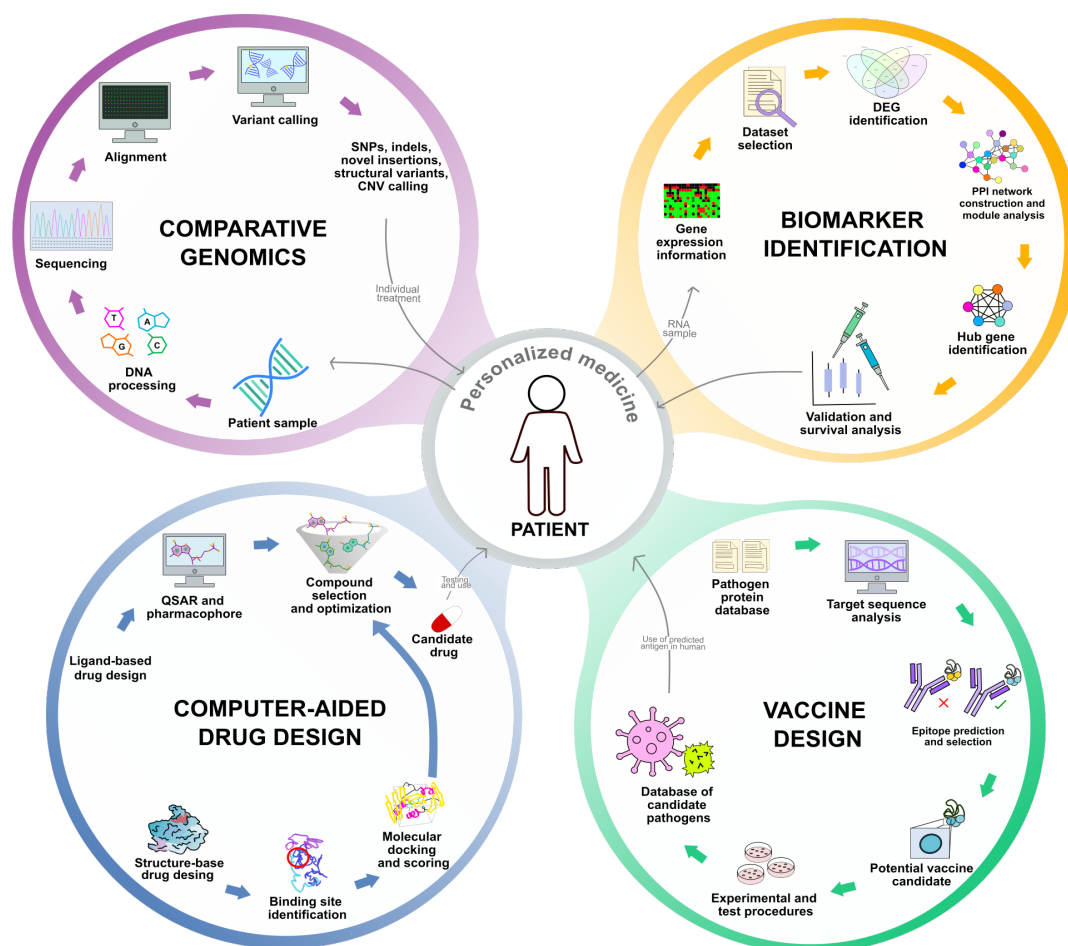 Variant calling
Alignment
SNPs, indels,
novel insertions,
structural variants,
CNV calling
Sequencing
COMPARATIVE
GENOMICS
Individual
treatment
T
A
G
C
DNA
processing
Patient sample
Dataset
selection
DEG
identification
PPI network
construction and
module analysis
Gene
expression
information
BIOMARKER
IDENTIFICATION
RNA
sample
Hub gene
identification
Validation and
survival analysis
Personalized medicine
PATIENT
QSAR and
pharmacophore
Compound
selection
and optimization
Testing
and use
Candidate
drug
Ligand-based
drug design
COMPUTER-AIDED
DRUG DESIGN
Structure-base
drug desing
Binding site
identification
Molecular
docking
and scoring
Pathogen
protein
database
Target sequence
analysis
Use of predicted
antigen in human
VACCINE
DESIGN
Epitope prediction
and selection
Database of
candidate
pathogens
Potential vaccine
candidate
Experimental and
test procedures